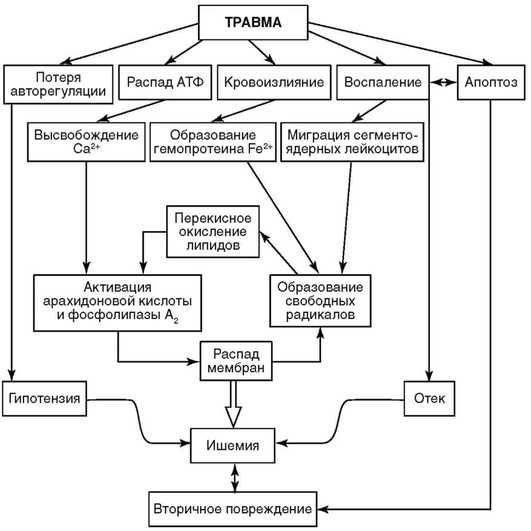 ТРАВМА
Потеря
авторегуляции
Распад АТФ
Кровоизлияние
Воспаление
Апоптоз
Высвобождение
Ca²⁺
Образование
гемопротеина Fe²⁺
Миграция сегменто-
ядерных лейкоцитов
Перекисное
окисление
липидов
Активация
арахидоновой кислоты
и фосфолипазы A₂
Образование
свободных
радикалов
Распад
мембран
Гипотензия
Отек
Ишемия
Вторичное повреждение